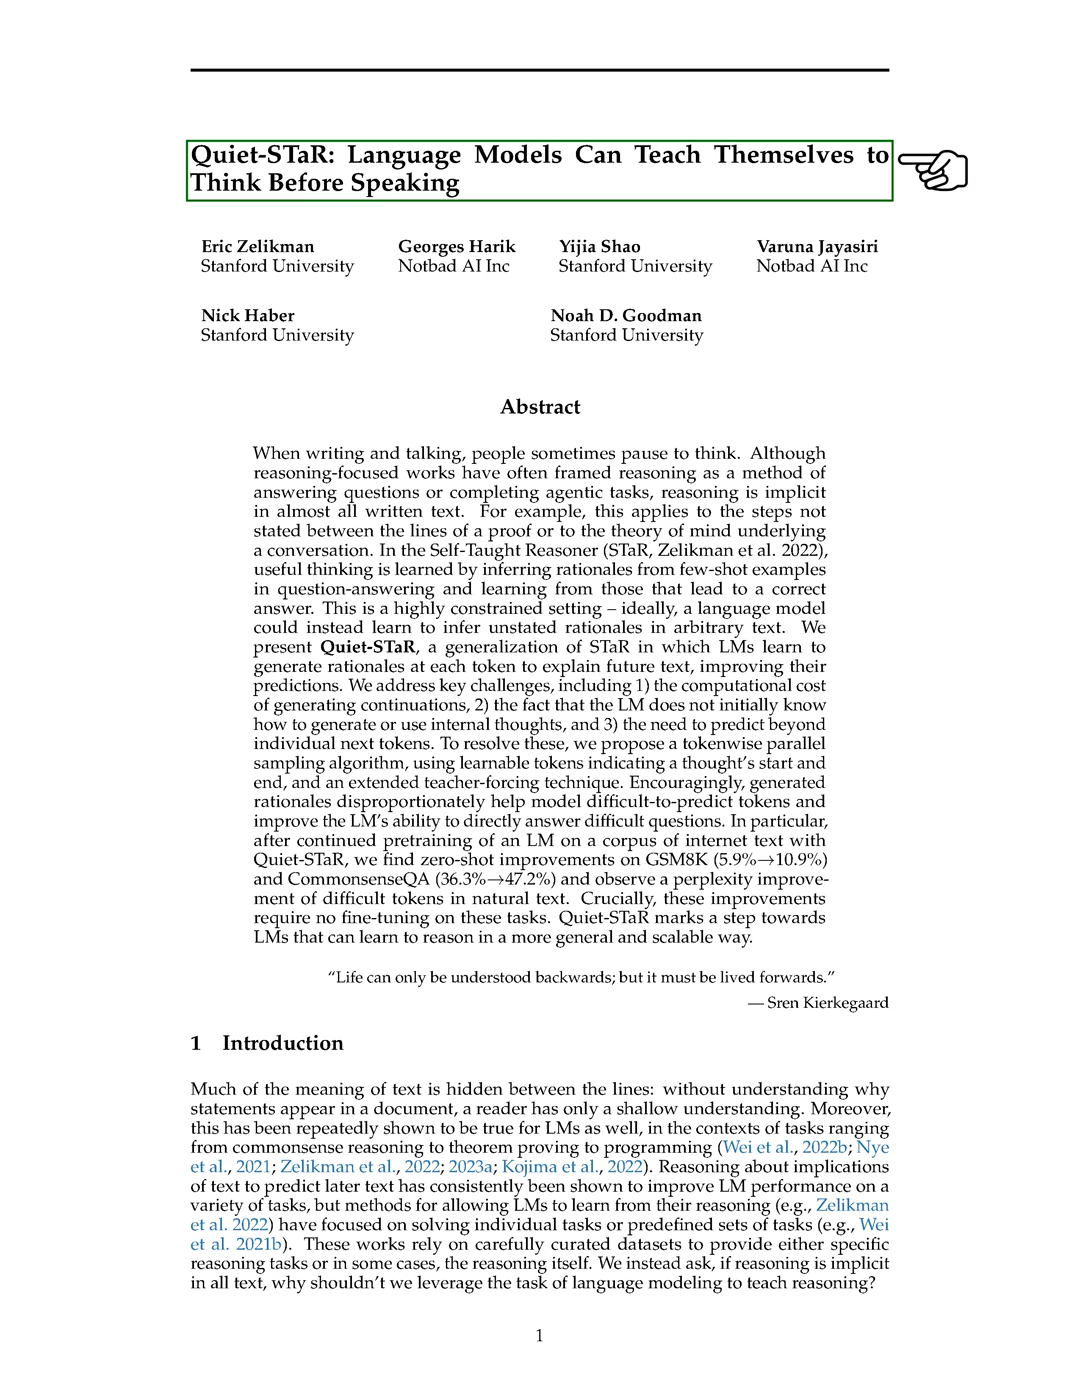 Quiet-STaR: Language Models Can Teach Themselves to
Think Before Speaking
Eric Zelikman Georges Harik Yijia Shao Varuna Jayasiri
Stanford University Notbad AI Inc Stanford University Notbad AI Inc
Nick Haber Noah D. Goodman
Stanford University Stanford University
Abstract
When writing and talking, people sometimes pause to think. Although
reasoning-focused works have often framed reasoning as a method of
answering questions or completing agentic tasks, reasoning is implicit
in almost all written text. For example, this applies to the steps not
stated between the lines of a proof or to the theory of mind underlying
a conversation. In the Self-Taught Reasoner (STaR, Zelikman et al. 2022),
useful thinking is learned by inferring rationales from few-shot examples
in question-answering and learning from those that lead to a correct
answer. This is a highly constrained setting – ideally, a language model
could instead learn to infer unstated rationales in arbitrary text. We
present Quiet-STaR, a generalization of STaR in which LMs learn to
generate rationales at each token to explain future text, improving their
predictions. We address key challenges, including 1) the computational cost
of generating continuations, 2) the fact that the LM does not initially know
how to generate or use internal thoughts, and 3) the need to predict beyond
individual next tokens. To resolve these, we propose a tokenwise parallel
sampling algorithm, using learnable tokens indicating a thought's start and
end, and an extended teacher-forcing technique. Encouragingly, generated
rationales disproportionately help model difficult-to-predict tokens and
improve the LM's ability to directly answer difficult questions. In particular,
after continued pretraining of an LM on a corpus of internet text with
Quiet-STaR, we find zero-shot improvements on GSM8K (5.9%→10.9%)
and CommonsenseQA (36.3%→47.2%) and observe a perplexity improve-
ment of difficult tokens in natural text. Crucially, these improvements
require no fine-tuning on these tasks. Quiet-STaR marks a step towards
LMs that can learn to reason in a more general and scalable way.
“Life can only be understood backwards; but it must be lived forwards.”
— Sren Kierkegaard
1 Introduction
Much of the meaning of text is hidden between the lines: without understanding why
statements appear in a document, a reader has only a shallow understanding. Moreover,
this has been repeatedly shown to be true for LMs as well, in the contexts of tasks ranging
from commonsense reasoning to theorem proving to programming (Wei et al., 2022b; Nye
et al., 2021; Zelikman et al., 2022; 2023a; Kojima et al., 2022). Reasoning about implications
of text to predict later text has consistently been shown to improve LM performance on a
variety of tasks, but methods for allowing LMs to learn from their reasoning (e.g., Zelikman
et al. 2022) have focused on solving individual tasks or predefined sets of tasks (e.g., Wei
et al. 2021b). These works rely on carefully curated datasets to provide either specific
reasoning tasks or in some cases, the reasoning itself. We instead ask, if reasoning is implicit
in all text, why shouldn't we leverage the task of language modeling to teach reasoning?
1